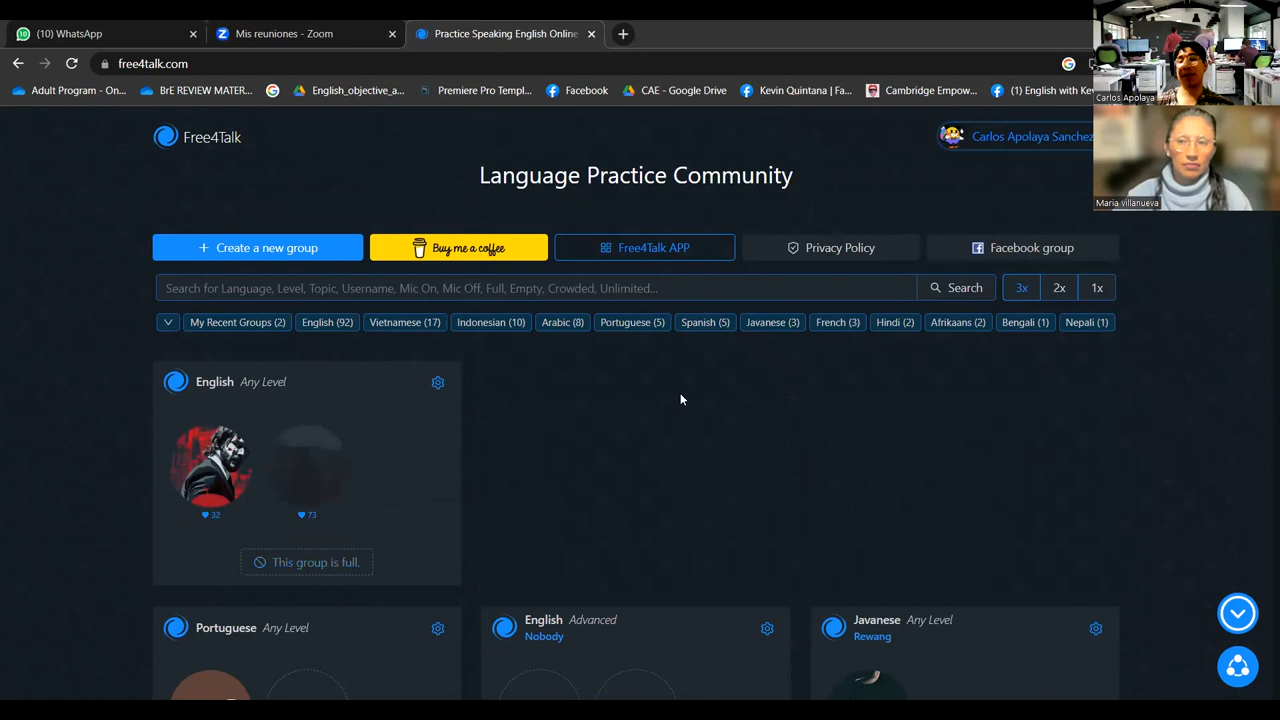 (10) WhatsApp
Mis reuniones - Zoom
Practice Speaking English Online
free4talk.com
Adult Program - On...
BrE REVIEW MATER...
English_objective_a...
Premiere Pro Templ...
Facebook
CAE - Google Drive
Kevin Quintana | Fa...
Cambridge Empow...
(1) English with Ke
Carlos Apolaya
Maria villanueva
Free4Talk
Carlos Apolaya Sanchez
Language Practice Community
+ Create a new group
Buy me a coffee
Free4Talk APP
Privacy Policy
Facebook group
Search for Language, Level, Topic, Username, Mic On, Mic Off, Full, Empty, Crowded, Unlimited...
Search
3x
2x
1x
My Recent Groups (2)
English (92)
Vietnamese (17)
Indonesian (10)
Arabic (8)
Portuguese (5)
Spanish (5)
Javanese (3)
French (3)
Hindi (2)
Afrikaans (2)
Bengali (1)
Nepali (1)
English Any Level
32
73
This group is full.
Portuguese Any Level
English Advanced
Nobody
Javanese Any Level
Rewang